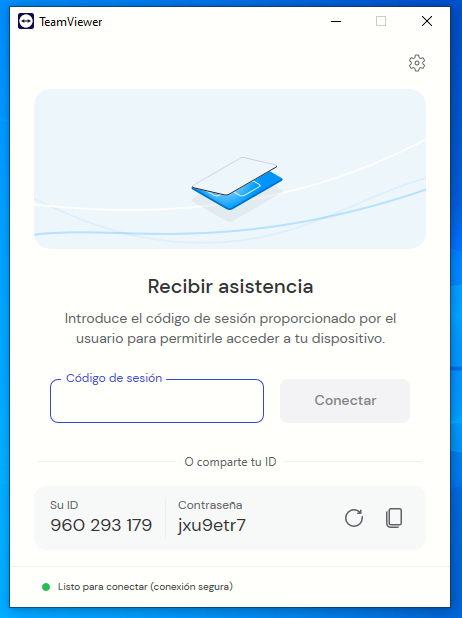 TeamViewer
Recibir asistencia
Introduce el código de sesión proporcionado por el
usuario para permitirle acceder a tu dispositivo.
Código de sesión
Conectar
O comparte tu ID
Su ID
Contraseña
960 293 179
jxu9etr7
Listo para conectar (conexión segura)